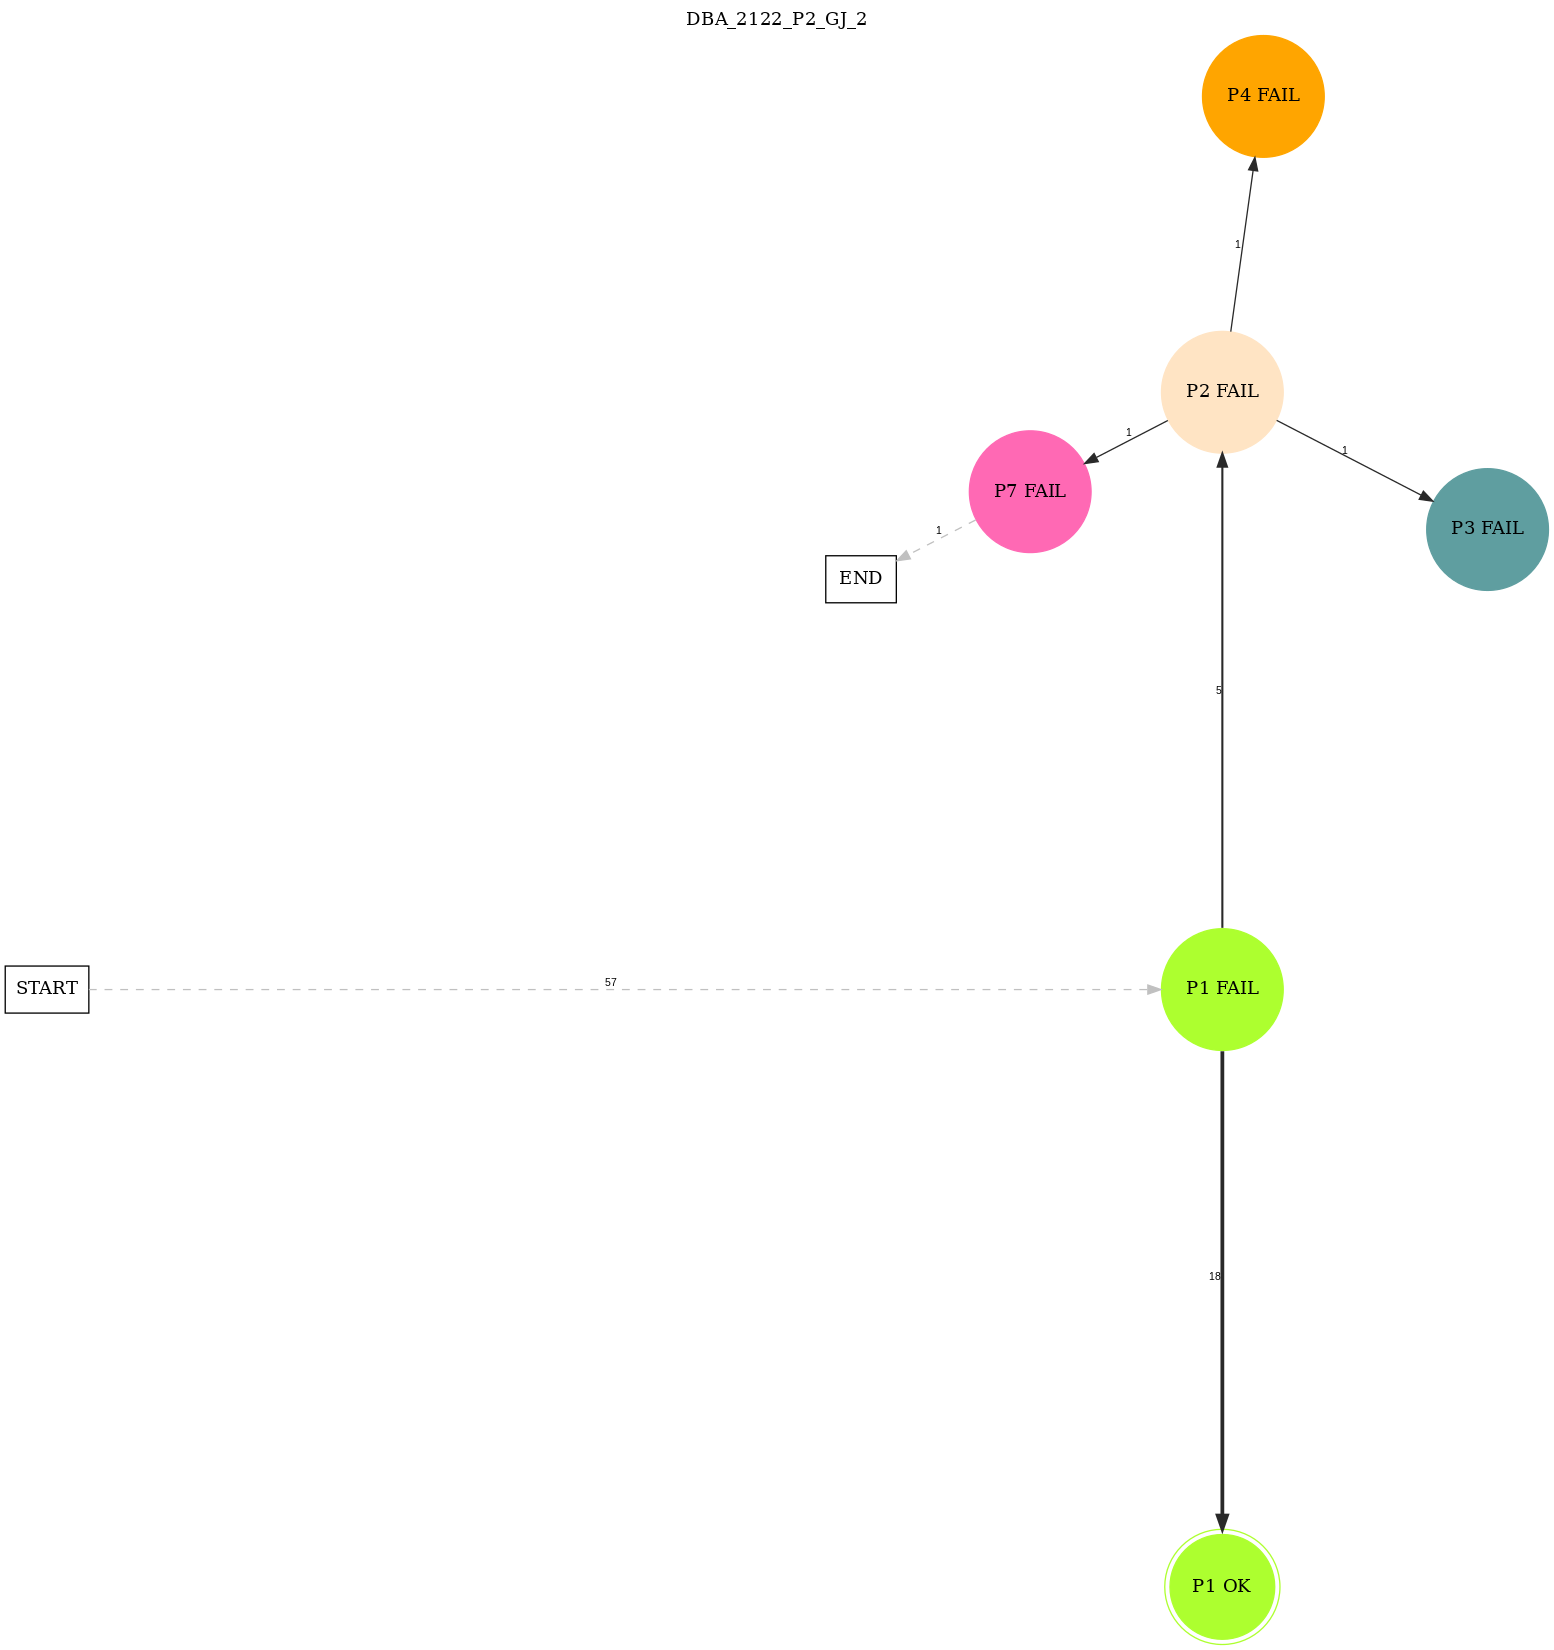 DBA_2122_P2_GJ_2
P4 FAIL
1
P2 FAIL
1
1
P7 FAIL
P3 FAIL
1
END
5
START
57
P1 FAIL
18
P1 OK